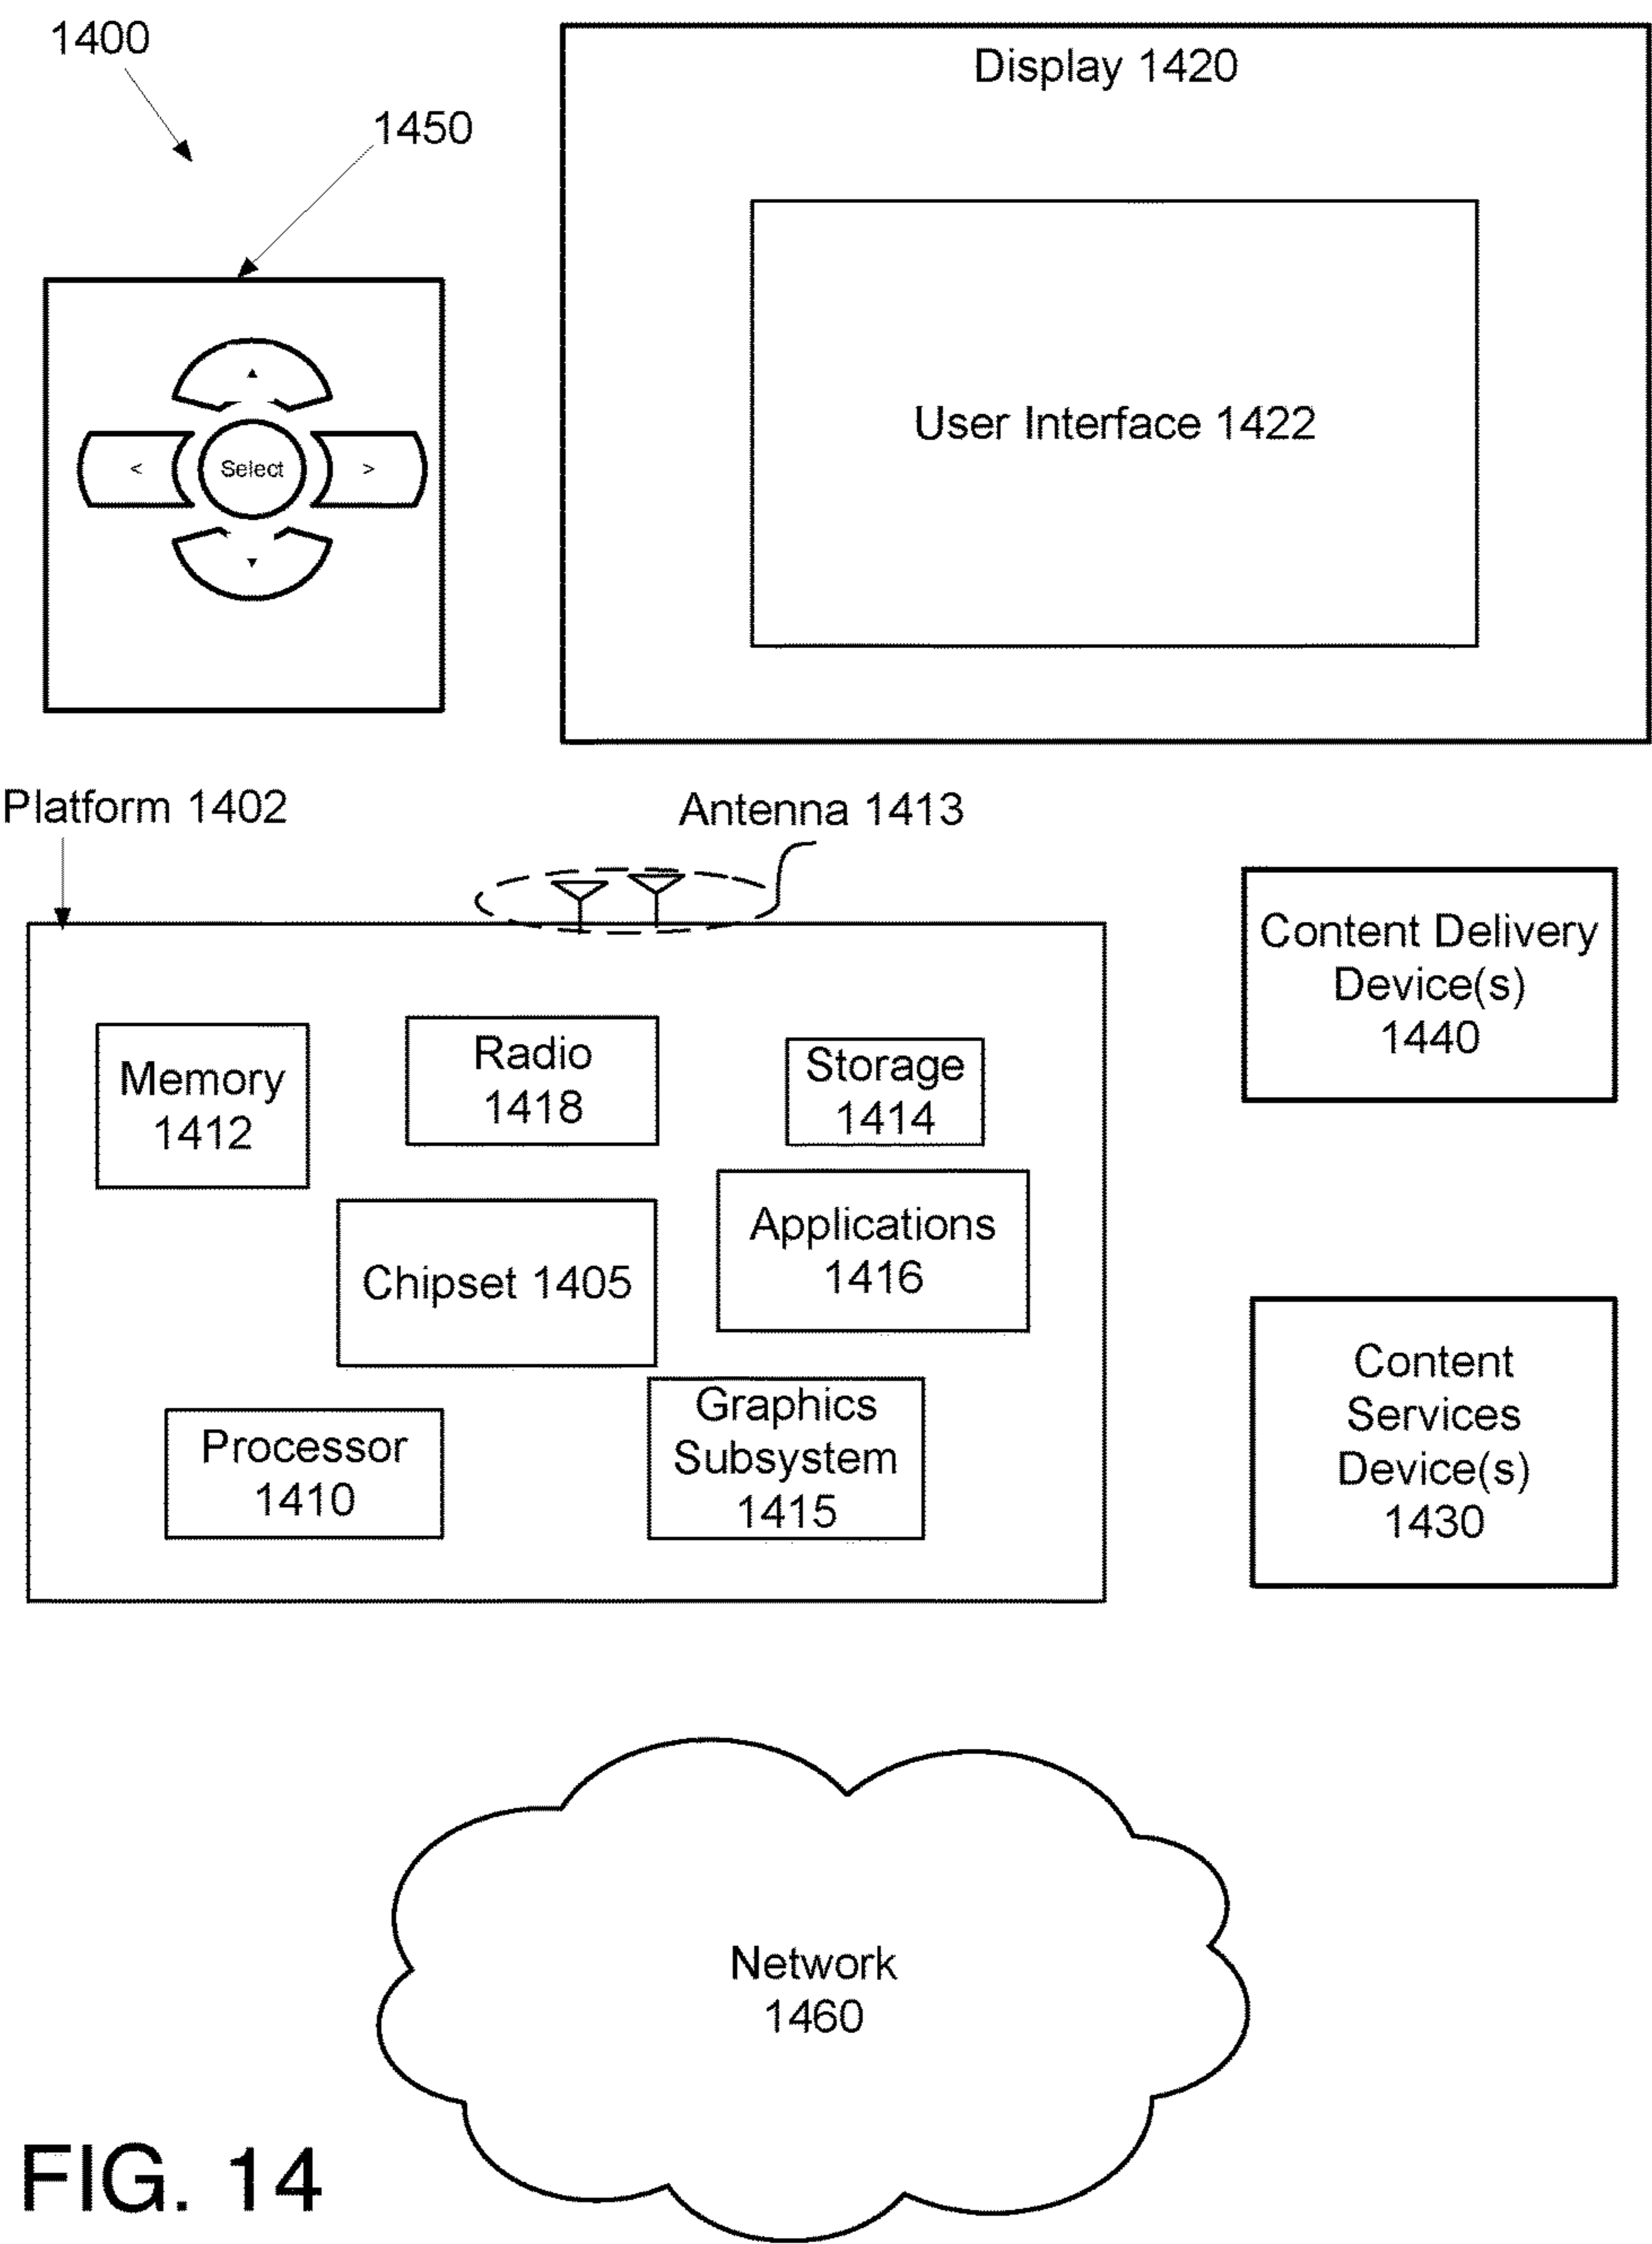 1400
1450
Display 1420
User Interface 1422
<
Select
>
Platform 1402
Antenna 1413
Memory
1412
Radio
1418
Storage
1414
Chipset 1405
Applications
1416
Processor
1410
Graphics
Subsystem
1415
Content Delivery
Device(s)
1440
Content
Services
Device(s)
1430
Network
1460
FIG. 14